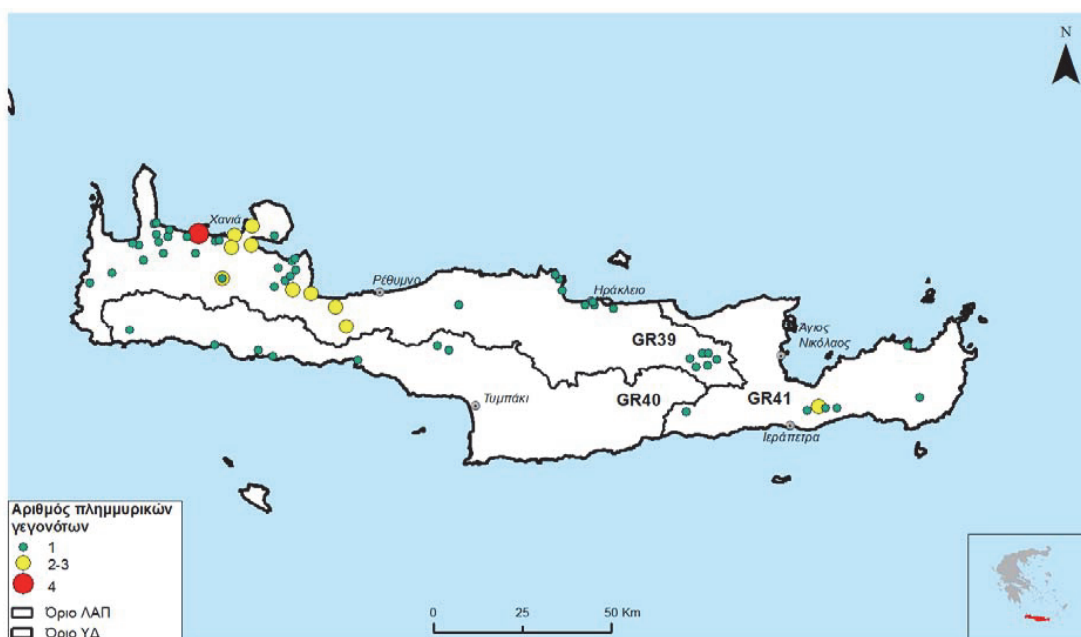 N
Χανιά
Ρέθυμνο
Ηράκλειο
Άγιος
Νικόλαος
GR39
GR40
GR41
Τυμπάκι
Ιεράπετρα
Αριθμός πλημμυρικών
γεγονότων
1
2-3
4
Όριο ΛΑΠ
Όριο ΥΔ
0 25 50 Km